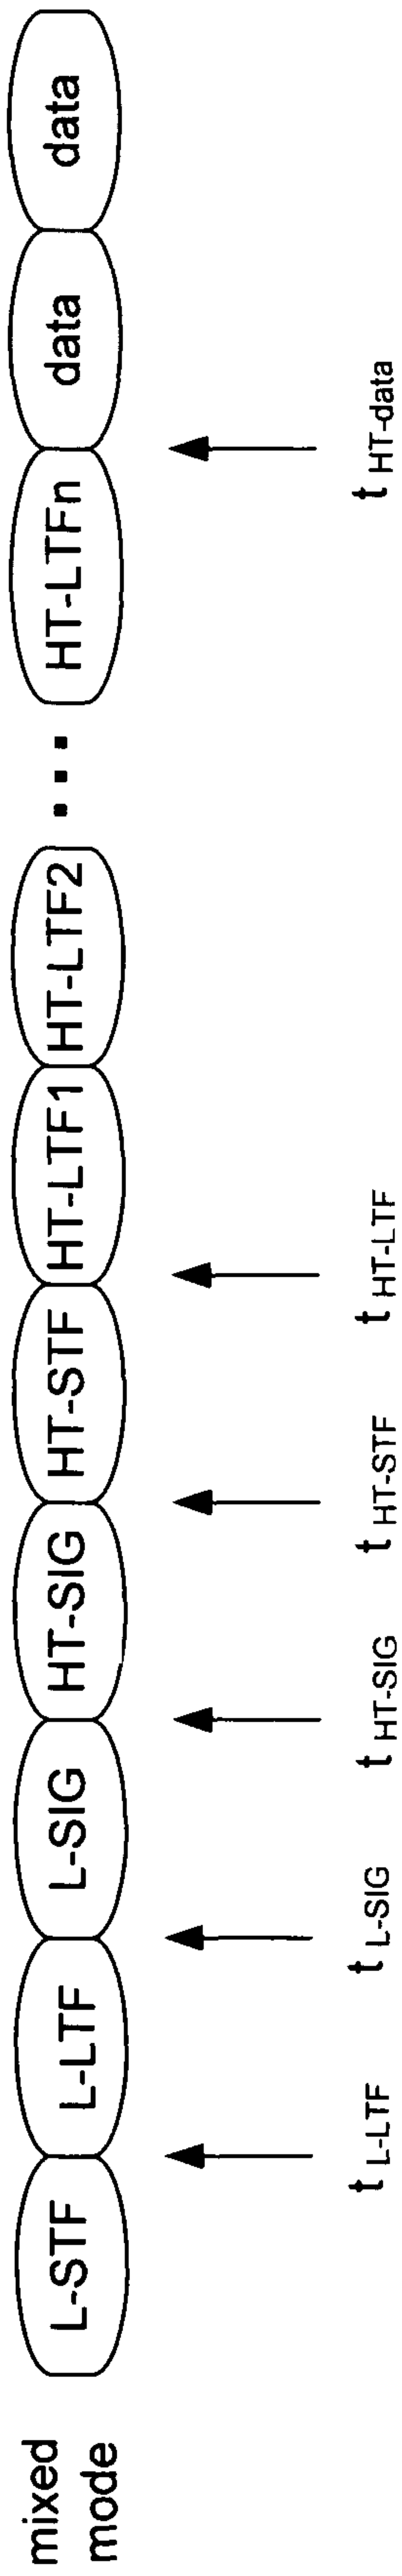 mixed
mode
L-STF L-LTF L-SIG HT-SIG HT-STF HT-LTF1 HT-LTF2 ... HT-LTFn data data
t L-LTF t L-SIG t HT-SIG t HT-STF t HT-LTF t HT-data